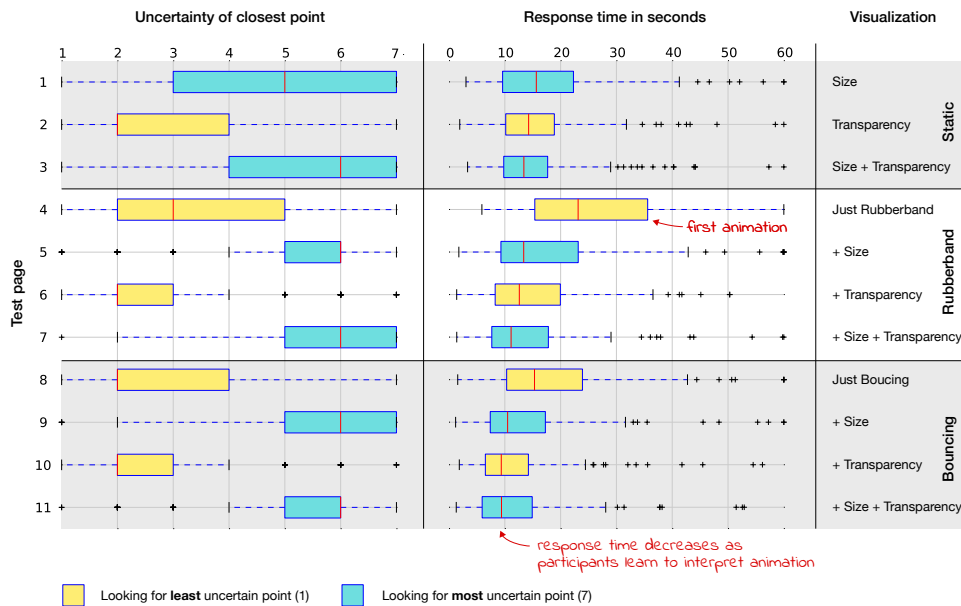 Uncertainty of closest point Response time in seconds Visualization
1 2 3 4 5 6 7 0 10 20 30 40 50 60
Test page
1 Size
2 Transparency
3 Size + Transparency
Static
4 Just Rubberband
first animation
5 + Size
6 + Transparency
7 + Size + Transparency
Rubberband
8 Just Boucing
9 + Size
10 + Transparency
11 + Size + Transparency
Bouncing
response time decreases as
participants learn to interpret animation
Looking for least uncertain point (1) Looking for most uncertain point (7)